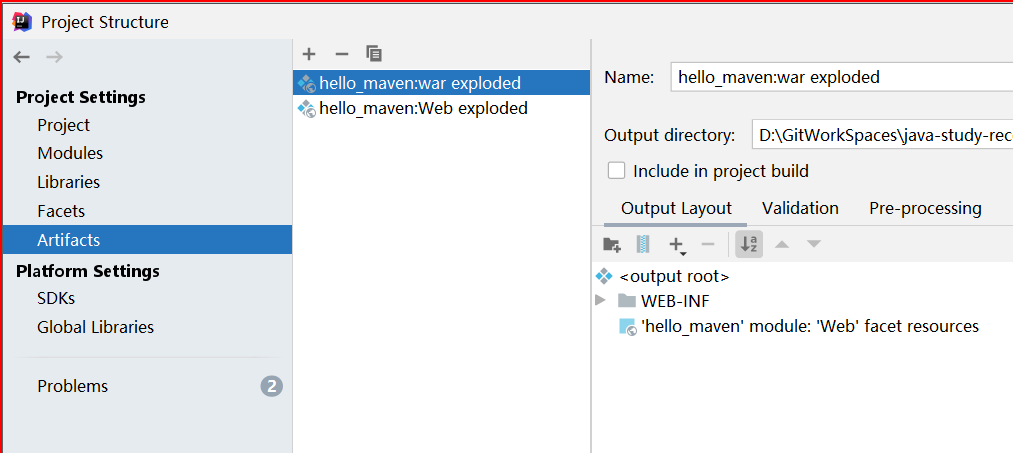 Project Structure
Project Settings
Project
Modules
Libraries
Facets
Artifacts
Platform Settings
SDKs
Global Libraries
Problems 2
hello_maven:war exploded
hello_maven:Web exploded
Name: hello_maven:war exploded
Output directory: D:\GitWorkSpaces\java-study-rec
Include in project build
Output Layout Validation Pre-processing
<output root>
WEB-INF
'hello_maven' module: 'Web' facet resources